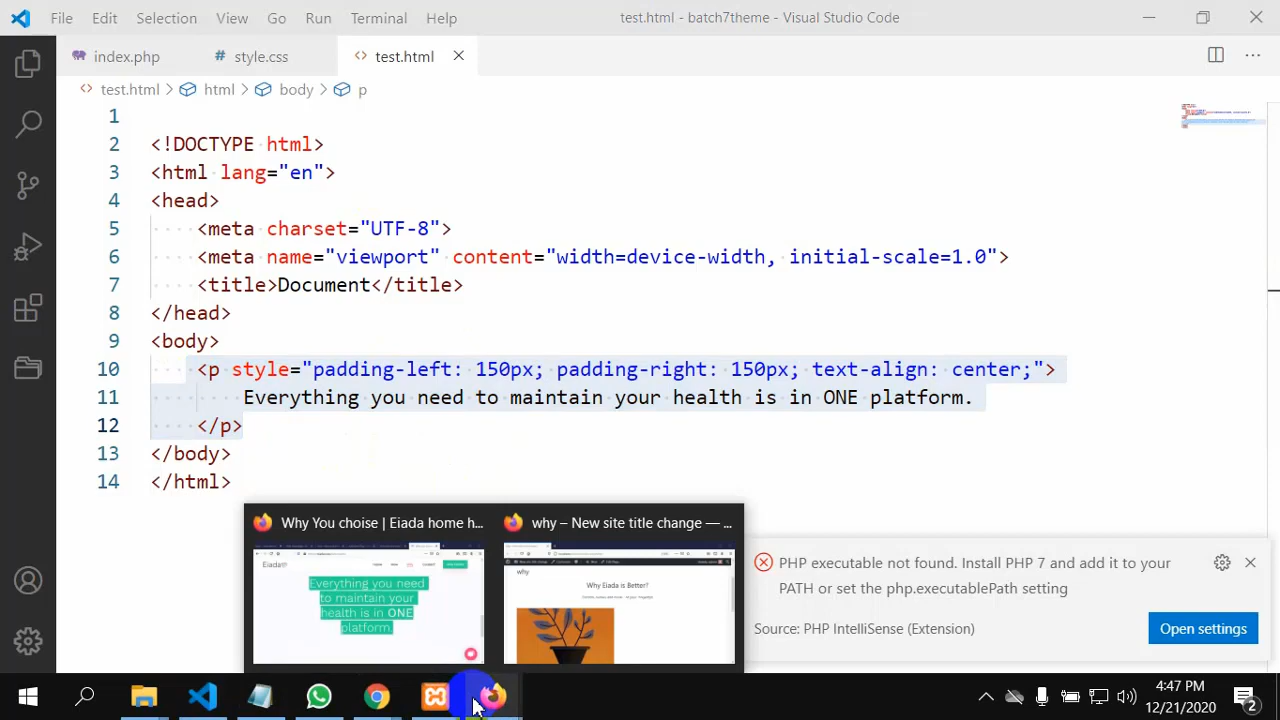 File Edit Selection View Go Run Terminal Help test.html - batch7theme - Visual Studio Code
index.php style.css test.html
test.html > html > body > p
1
2 <!DOCTYPE html>
3 <html lang="en">
4 <head>
5 <meta charset="UTF-8">
6 <meta name="viewport" content="width=device-width, initial-scale=1.0">
7 <title>Document</title>
8 </head>
9 <body>
10 <p style="padding-left: 150px; padding-right: 150px; text-align: center;">
11 Everything you need to maintain your health is in ONE platform.
12 </p>
13 </body>
14 </html>
Why You choise | Eiada home h...
why – New site title change — ...
Eiada
Everything you need
to maintain your
health is in ONE
platform.
why
Why Eiada is Better?
PHP executable not found. Install PHP 7 and add it to your
PATH or set the php.executablePath setting
Source: PHP IntelliSense (Extension)
Open settings
4:47 PM
12/21/2020
2